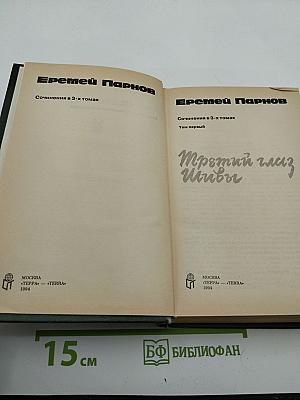 Еремей Парнов
Сочинения в 3-х томах
МОСКВА
«ТЕРРА» — «TERRA»
1994
Еремей Парнов
Сочинения в 3-х томах
Том первый
Третий глаз
Шивы
МОСКВА
«ТЕРРА» — «TERRA»
1994
15 см
БФ БИБЛИОФАН